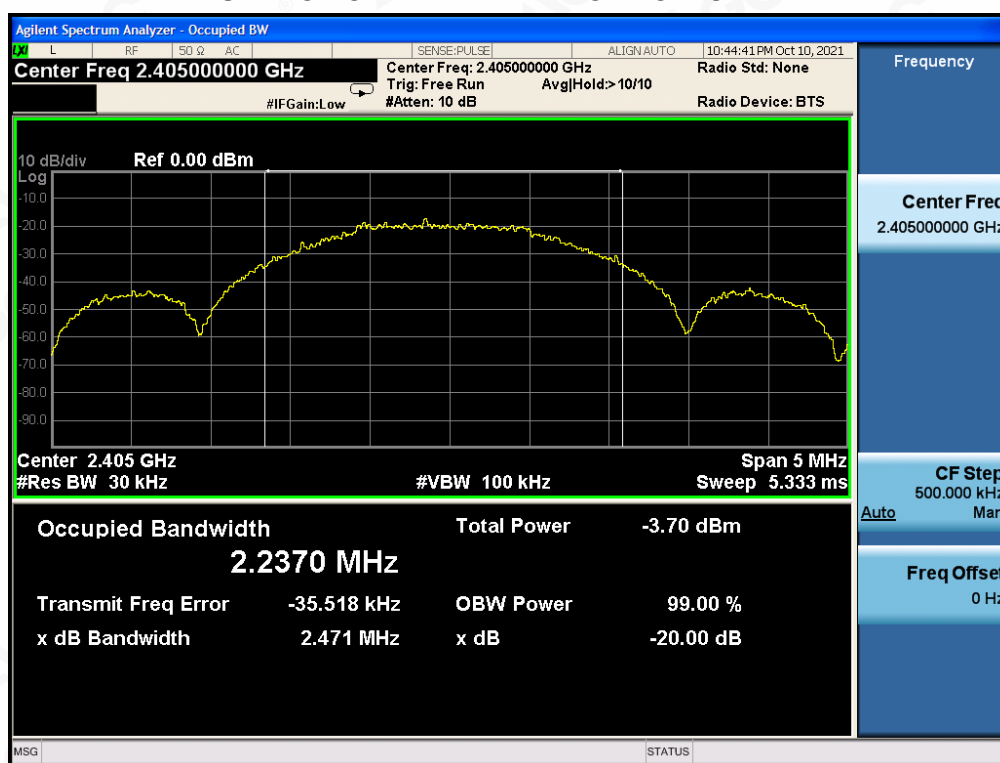 Agilent Spectrum Analyzer - Occupied BW
LXI L RF 50 Ω AC SENSE:PULSE ALIGN AUTO 10:44:41 PM Oct 10, 2021
Center Freq 2.405000000 GHz
Center Freq: 2.405000000 GHz
Radio Std: None
Trig: Free Run Avg|Hold:> 10/10
#IFGain:Low #Atten: 10 dB Radio Device: BTS
10 dB/div Ref 0.00 dBm
Log
-10.0
-20.0
-30.0
-40.0
-50.0
-60.0
-70.0
-80.0
-90.0
Center 2.405 GHz Span 5 MHz
#Res BW 30 kHz #VBW 100 kHz Sweep 5.333 ms
Occupied Bandwidth Total Power -3.70 dBm
2.2370 MHz
Transmit Freq Error -35.518 kHz OBW Power 99.00 %
x dB Bandwidth 2.471 MHz x dB -20.00 dB
MSG STATUS
Frequency
Center Freq
2.405000000 GHz
CF Step
500.000 kHz
Auto Man
Freq Offset
0 Hz